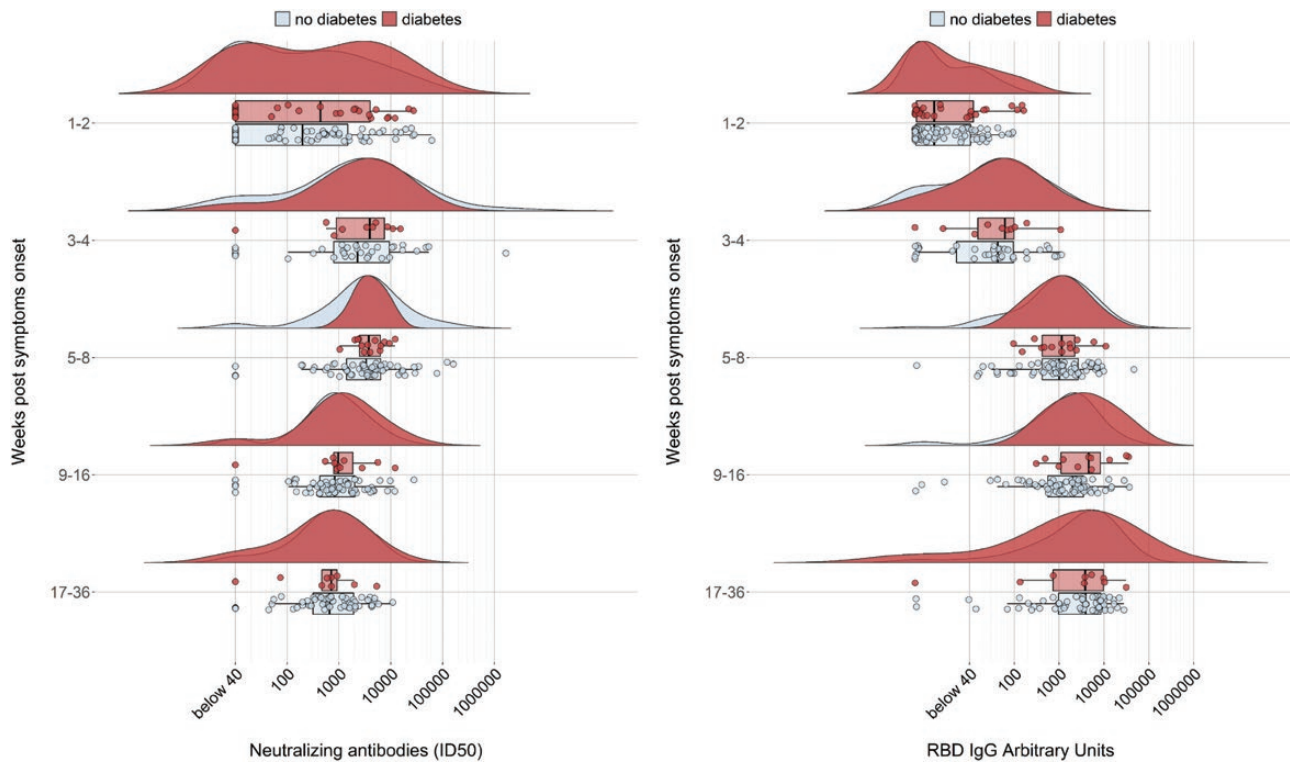 no diabetes diabetes
Weeks post symptoms onset
1-2
3-4
5-8
9-16
17-36
below 40
100
1000
10000
100000
1000000
Neutralizing antibodies (ID50)
no diabetes diabetes
Weeks post symptoms onset
1-2
3-4
5-8
9-16
17-36
below 40
100
1000
10000
100000
1000000
RBD IgG Arbitrary Units